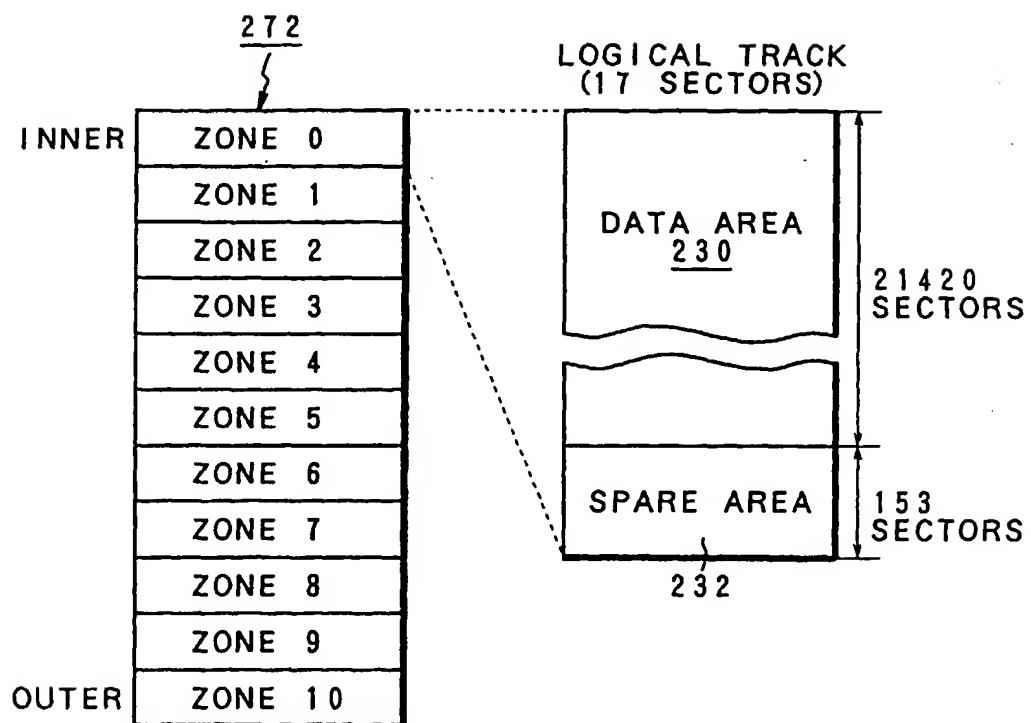 272
LOGICAL TRACK
(17 SECTORS)
INNER
ZONE 0
ZONE 1
ZONE 2
ZONE 3
ZONE 4
ZONE 5
ZONE 6
ZONE 7
ZONE 8
ZONE 9
OUTER
ZONE 10
DATA AREA
230
21420
SECTORS
SPARE AREA
153
SECTORS
232